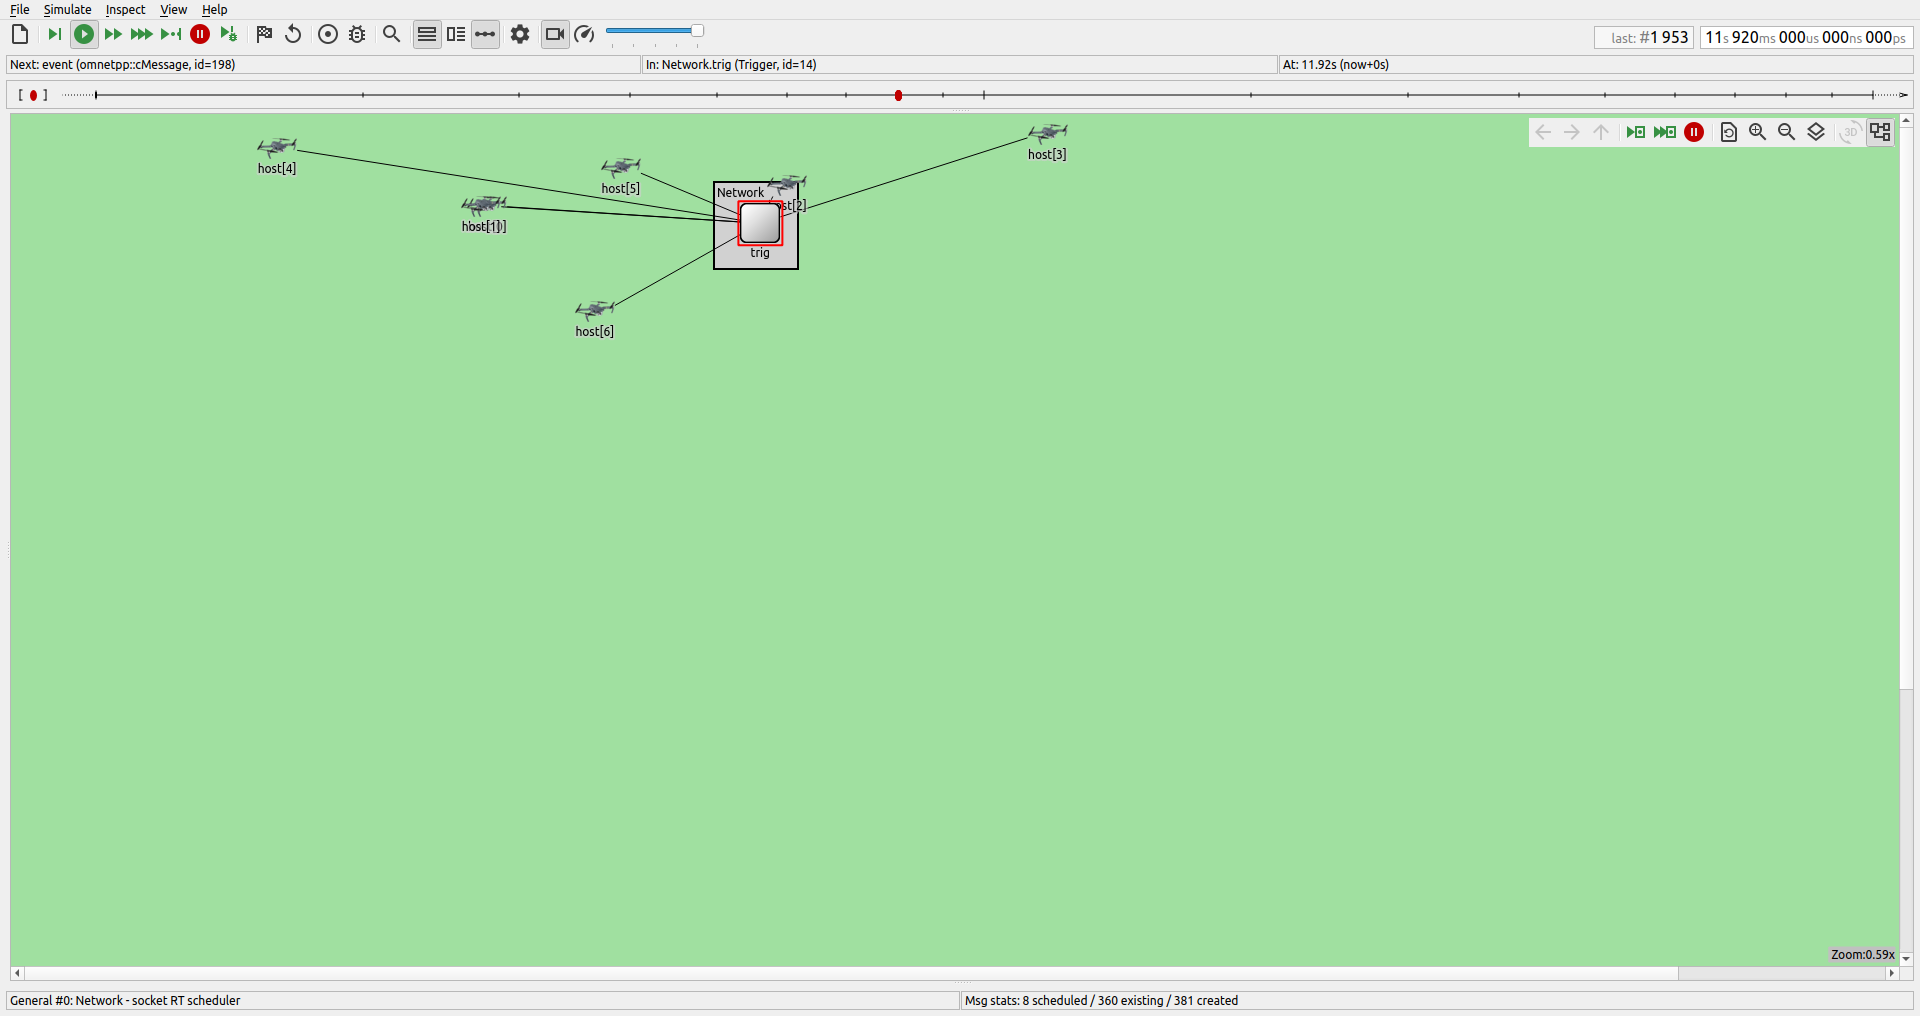 File Simulate Inspect View Help
last: #1 953
11s 920ms 000us 000ns 000ps
Next: event (omnetpp::cMessage, id=198)
In: Network.trig (Trigger, id=14)
At: 11.92s (now+0s)
3D
host[4]
host[3]
host[5]
Network
st[2]
host[1]
trig
host[6]
Zoom:0.59x
General #0: Network - socket RT scheduler
Msg stats: 8 scheduled / 360 existing / 381 created